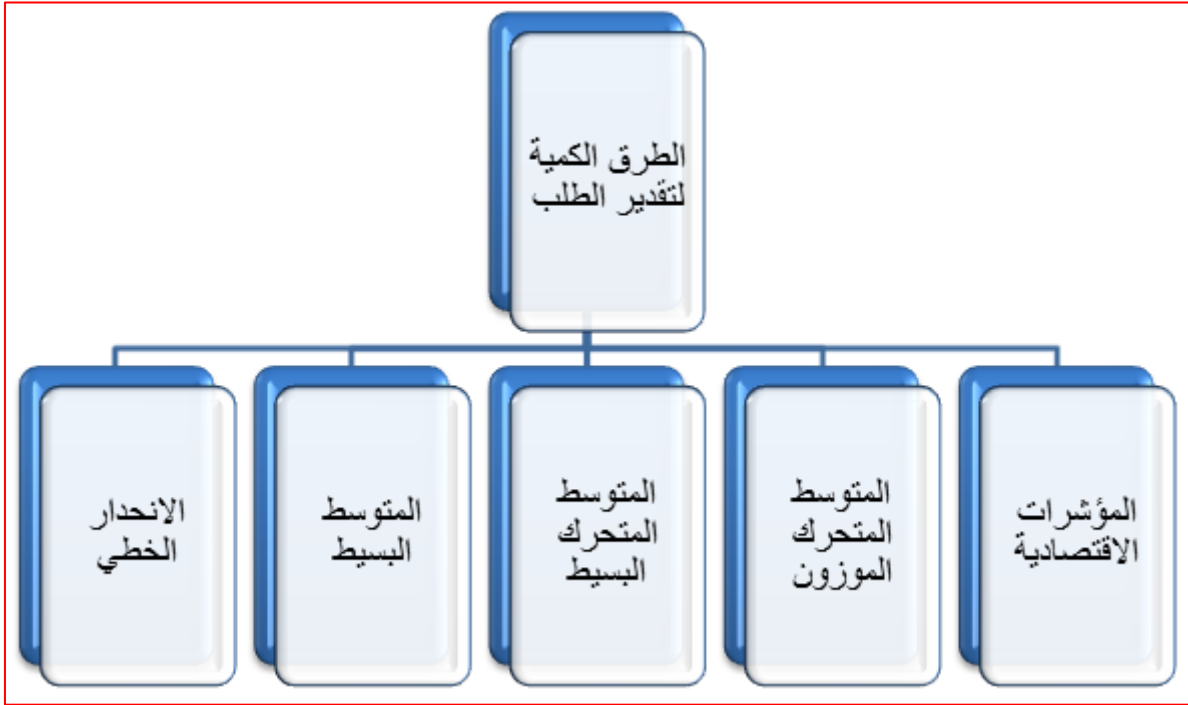 الطرق الكمية
لتقدير الطلب
المؤشرات
الاقتصادية
المتوسط
المتحرك
الموزون
المتوسط
المتحرك
البسيط
المتوسط
البسيط
الانحدار
الخطي